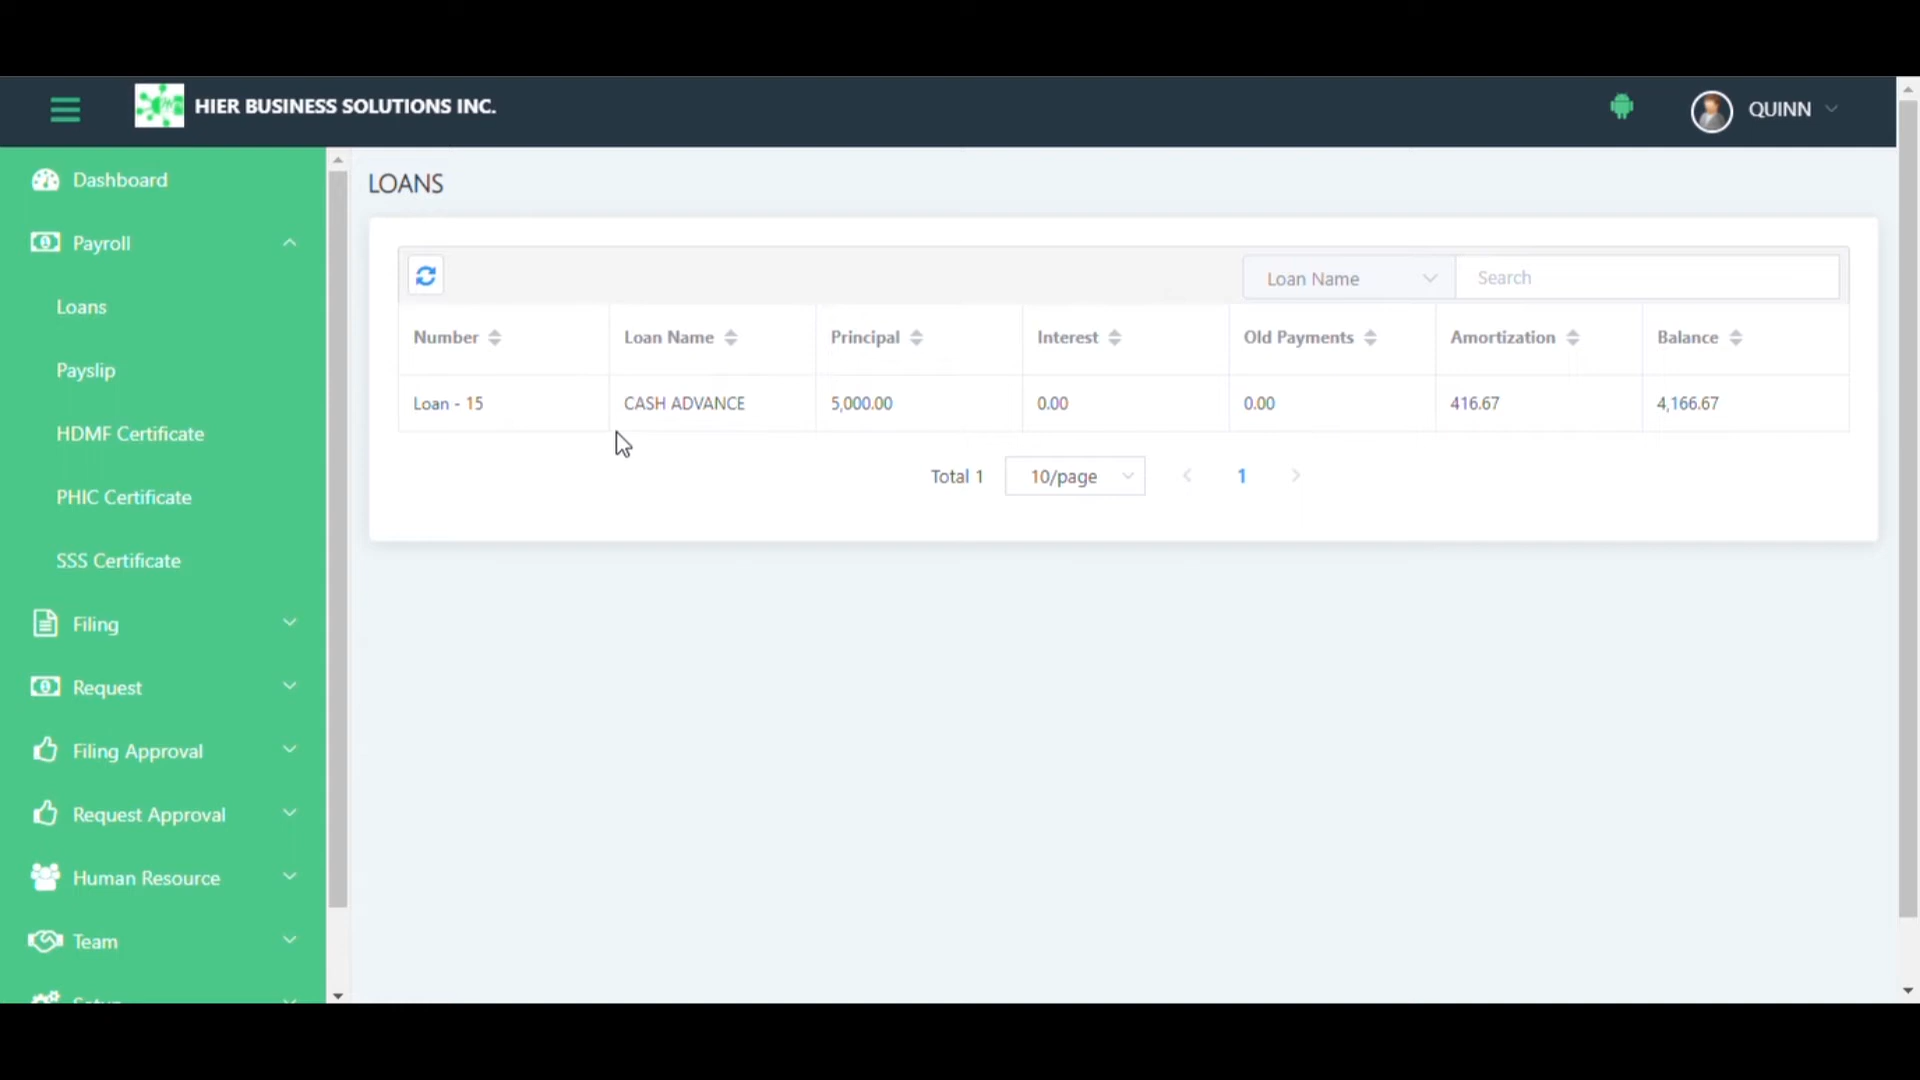 HIER BUSINESS SOLUTIONS INC.
QUINN
Dashboard
Payroll
Loans
Payslip
HDMF Certificate
PHIC Certificate
SSS Certificate
Filing
Request
Filing Approval
Request Approval
Human Resource
Team
LOANS
Loan Name Search
Number Loan Name Principal Interest Old Payments Amortization Balance
Loan - 15 CASH ADVANCE 5,000.00 0.00 0.00 416.67 4,166.67
Total 1 10/page 1